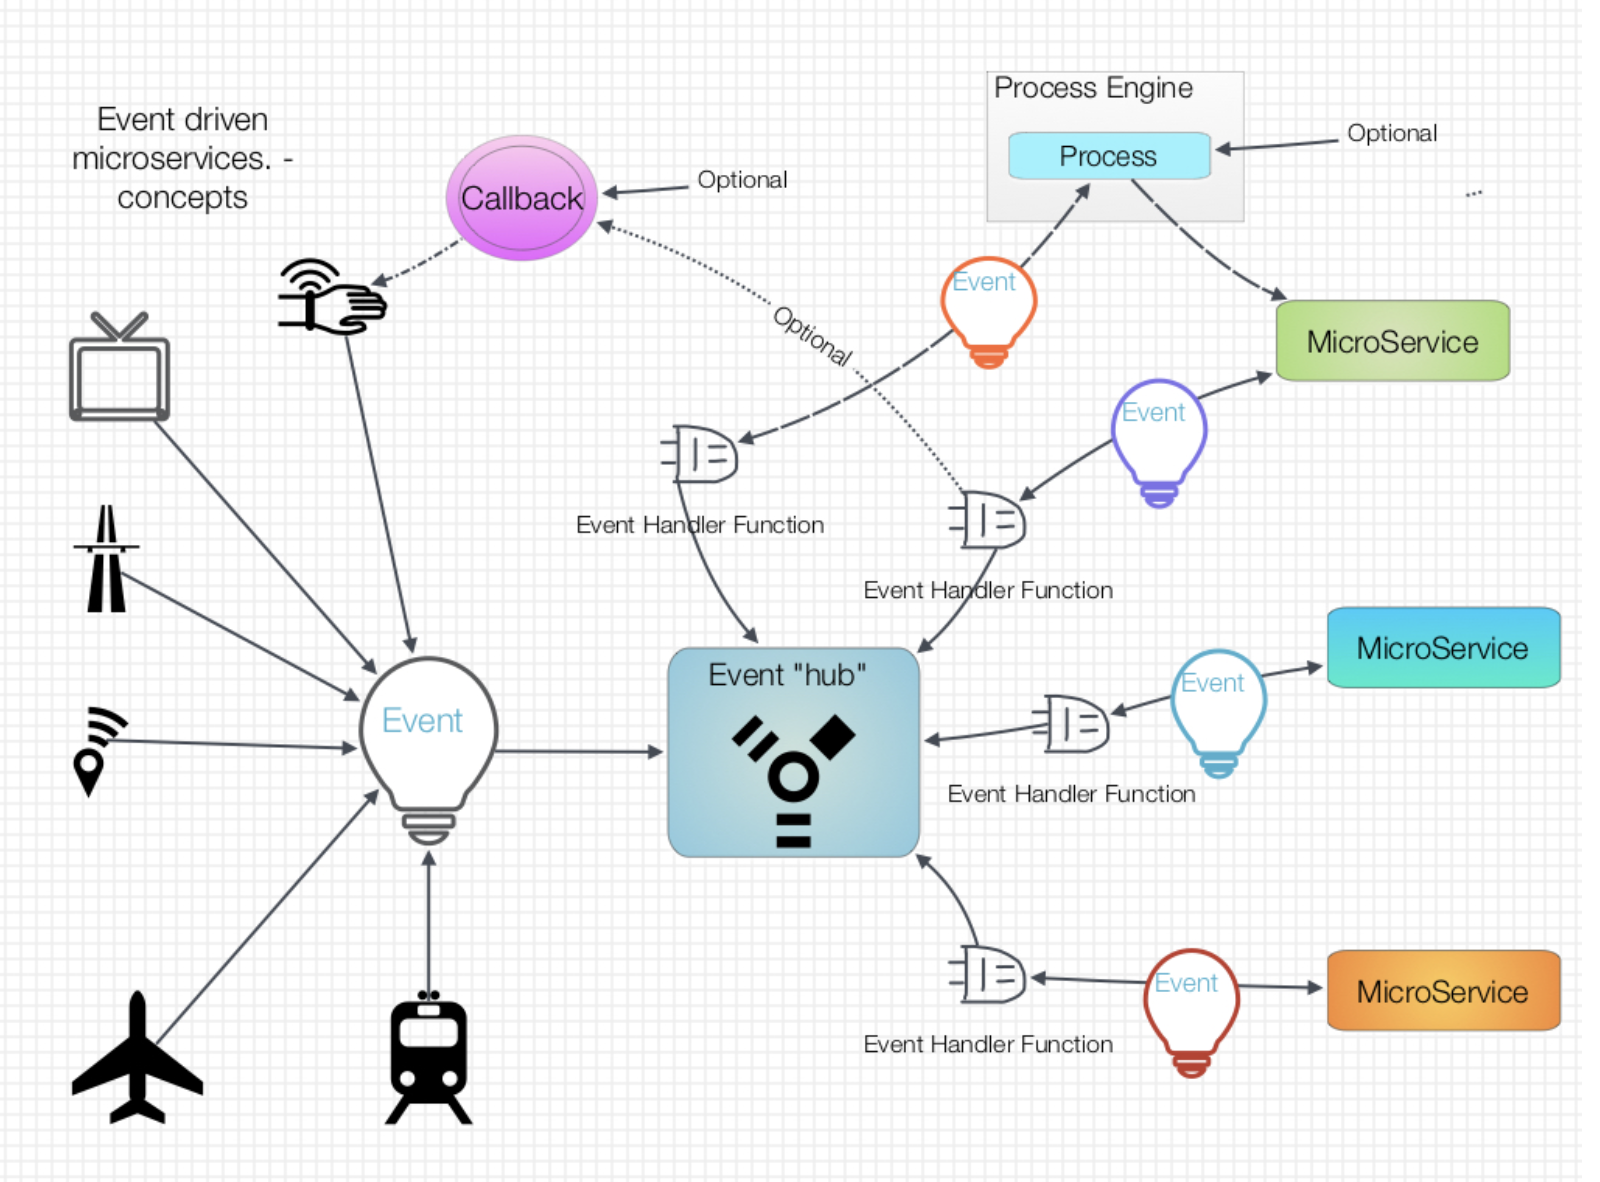 Event driven
microservices. -
concepts
Process Engine
Process
Optional
...
Callback
Optional
Optional
Event
MicroService
Event
Event Handler Function
Event Handler Function
Event "hub"
Event
MicroService
Event
Event Handler Function
MicroService
Event
Event Handler Function